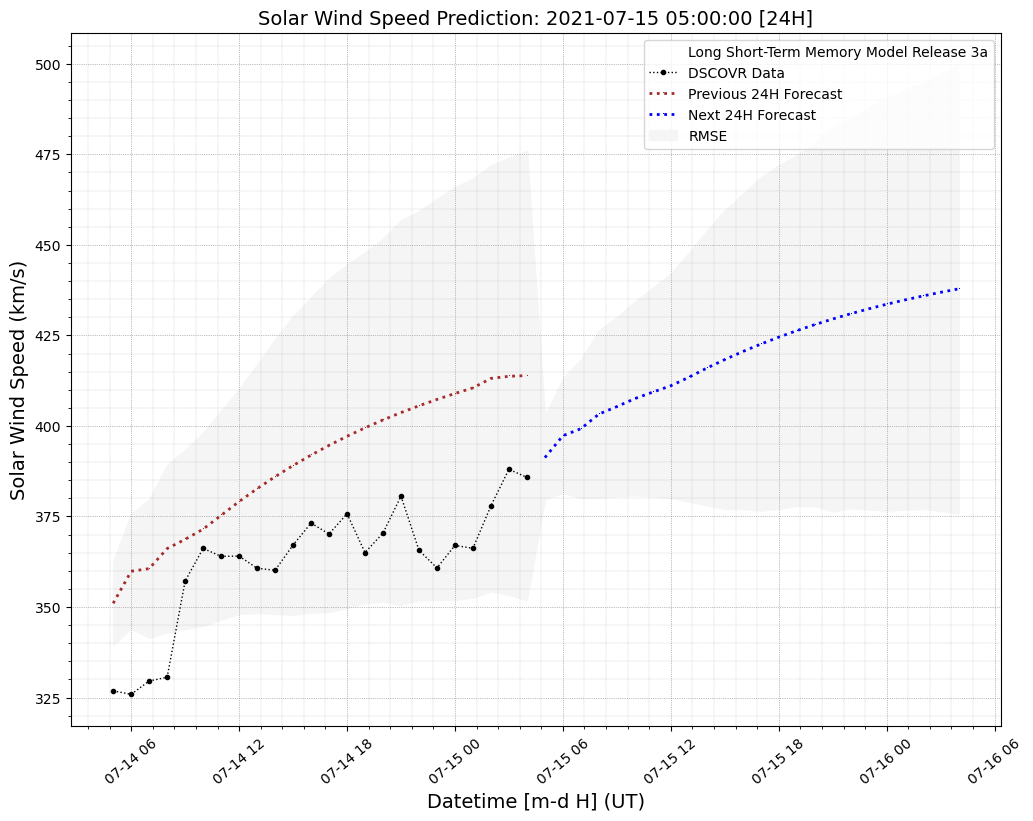 Solar Wind Speed Prediction: 2021-07-15 05:00:00 [24H]
Long Short-Term Memory Model Release 3a
DSCOVR Data
Previous 24H Forecast
Next 24H Forecast
RMSE
Solar Wind Speed (km/s)
500
475
450
425
400
375
350
325
07-14 06
07-14 12
07-14 18
07-15 00
07-15 06
07-15 12
07-15 18
07-16 00
07-16 06
Datetime [m-d H] (UT)